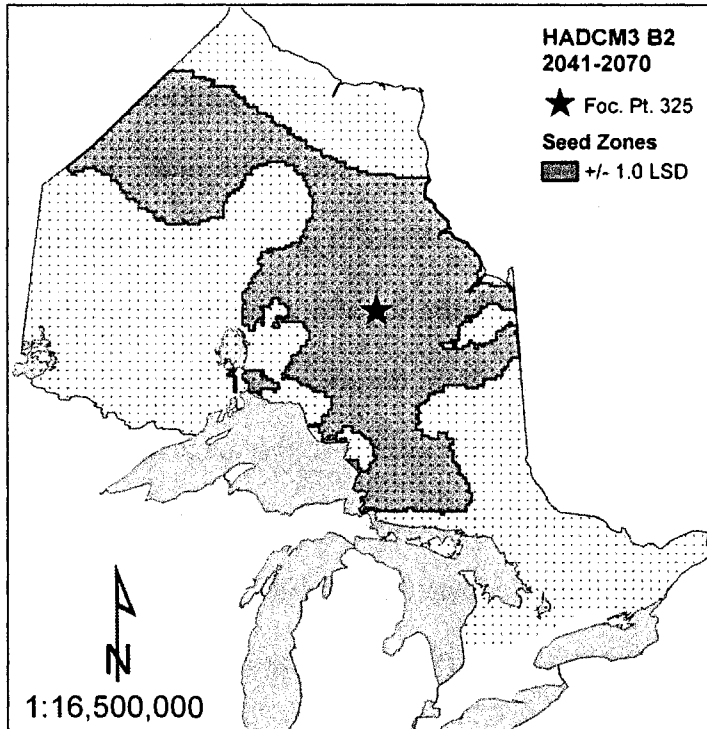 HADCM3 B2
2041-2070
Foc. Pt. 325
Seed Zones
+/- 1.0 LSD
N
1:16,500,000